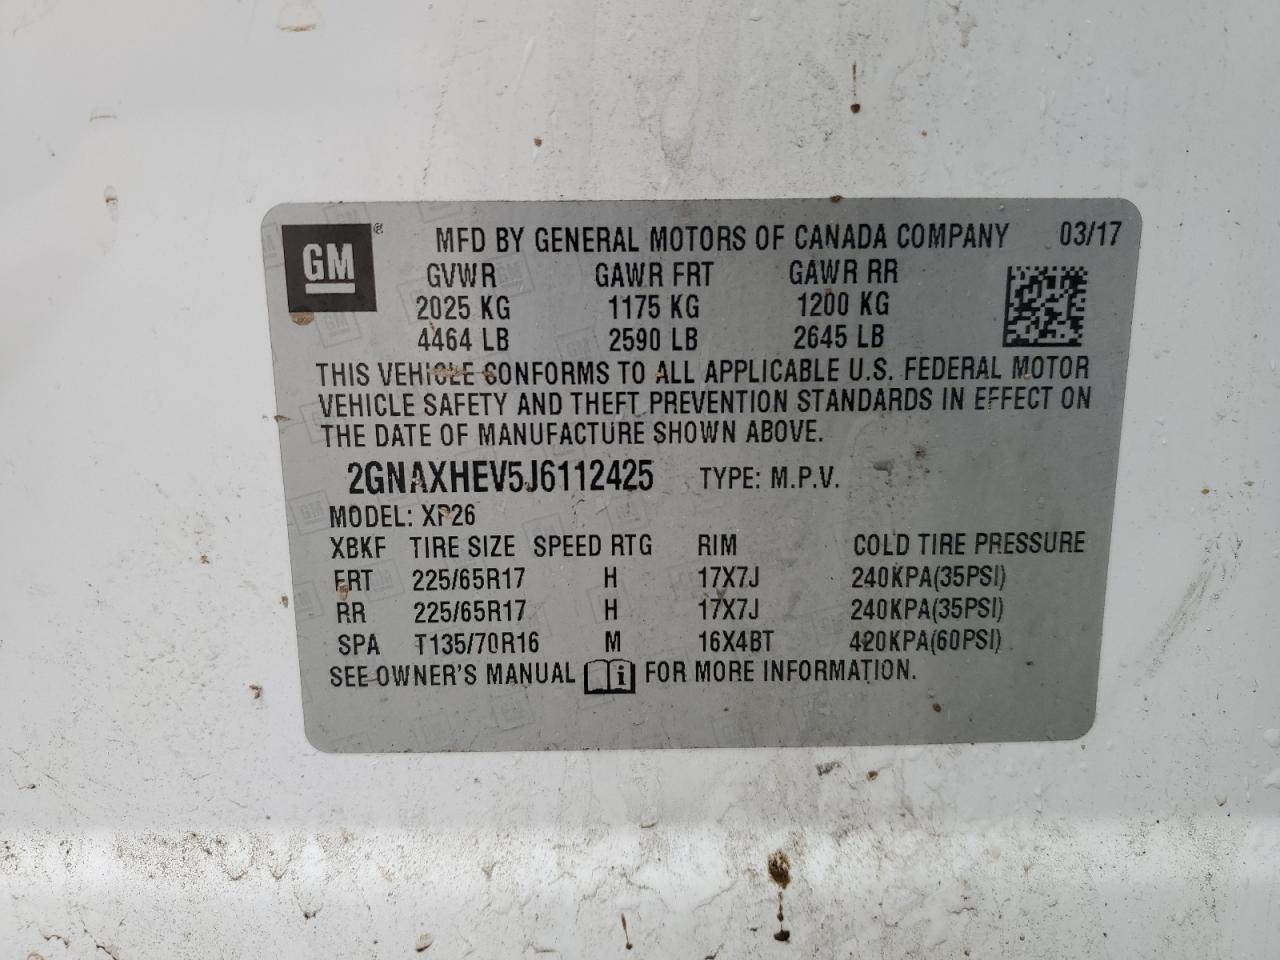 GM ® MFD BY GENERAL MOTORS OF CANADA COMPANY 03/17
GVWR GAWR FRT GAWR RR
2025 KG 1175 KG 1200 KG
4464 LB 2590 LB 2645 LB
THIS VEHICLE CONFORMS TO ALL APPLICABLE U.S. FEDERAL MOTOR
VEHICLE SAFETY AND THEFT PREVENTION STANDARDS IN EFFECT ON
THE DATE OF MANUFACTURE SHOWN ABOVE.
2GNAXHEV5J6112425 TYPE: M.P.V.
MODEL: XP26
XBKF TIRE SIZE SPEED RTG RIM COLD TIRE PRESSURE
FRT 225/65R17 H 17X7J 240KPA(35PSI)
RR 225/65R17 H 17X7J 240KPA(35PSI)
SPA T135/70R16 M 16X4BT 420KPA(60PSI)
SEE OWNER'S MANUAL i FOR MORE INFORMATION.